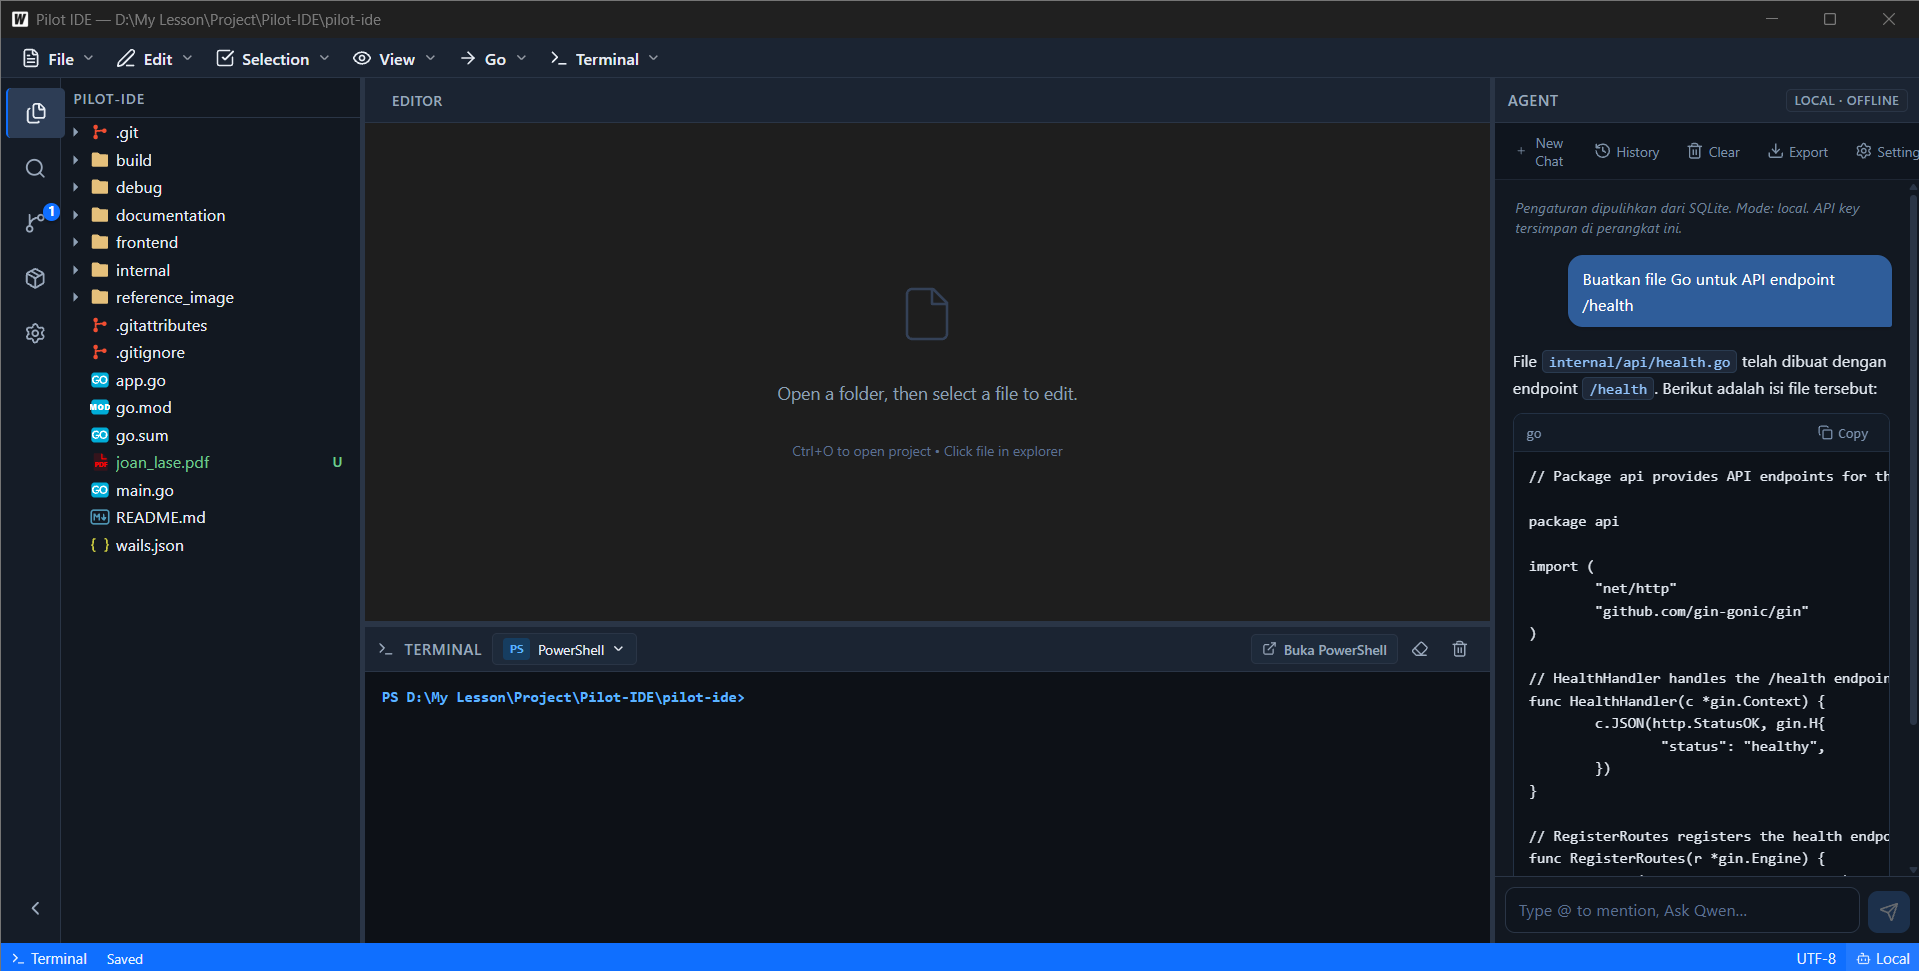 Pilot IDE — D:\My Lesson\Project\Pilot-IDE\pilot-ide
File
Edit
Selection
View
Go
Terminal
PILOT-IDE
.git
build
debug
documentation
frontend
internal
reference_image
.gitattributes
.gitignore
app.go
go.mod
go.sum
joan_lase.pdf U
main.go
README.md
wails.json
1
EDITOR
Open a folder, then select a file to edit.
Ctrl+O to open project • Click file in explorer
TERMINAL
PS PowerShell
Buka PowerShell
PS D:\My Lesson\Project\Pilot-IDE\pilot-ide>
AGENT
LOCAL · OFFLINE
+ New Chat
History
Clear
Export
Setting
Pengaturan dipulihkan dari SQLite. Mode: local. API key
tersimpan di perangkat ini.
Buatkan file Go untuk API endpoint
/health
File internal/api/health.go telah dibuat dengan
endpoint /health. Berikut adalah isi file tersebut:
go
Copy
// Package api provides API endpoints for th
package api
import (
"net/http"
"github.com/gin-gonic/gin"
)
// HealthHandler handles the /health endpoin
func HealthHandler(c *gin.Context) {
c.JSON(http.StatusOK, gin.H{
"status": "healthy",
})
}
// RegisterRoutes registers the health endpo
func RegisterRoutes(r *gin.Engine) {
Type @ to mention, Ask Qwen...
Terminal
Saved
UTF-8
Local